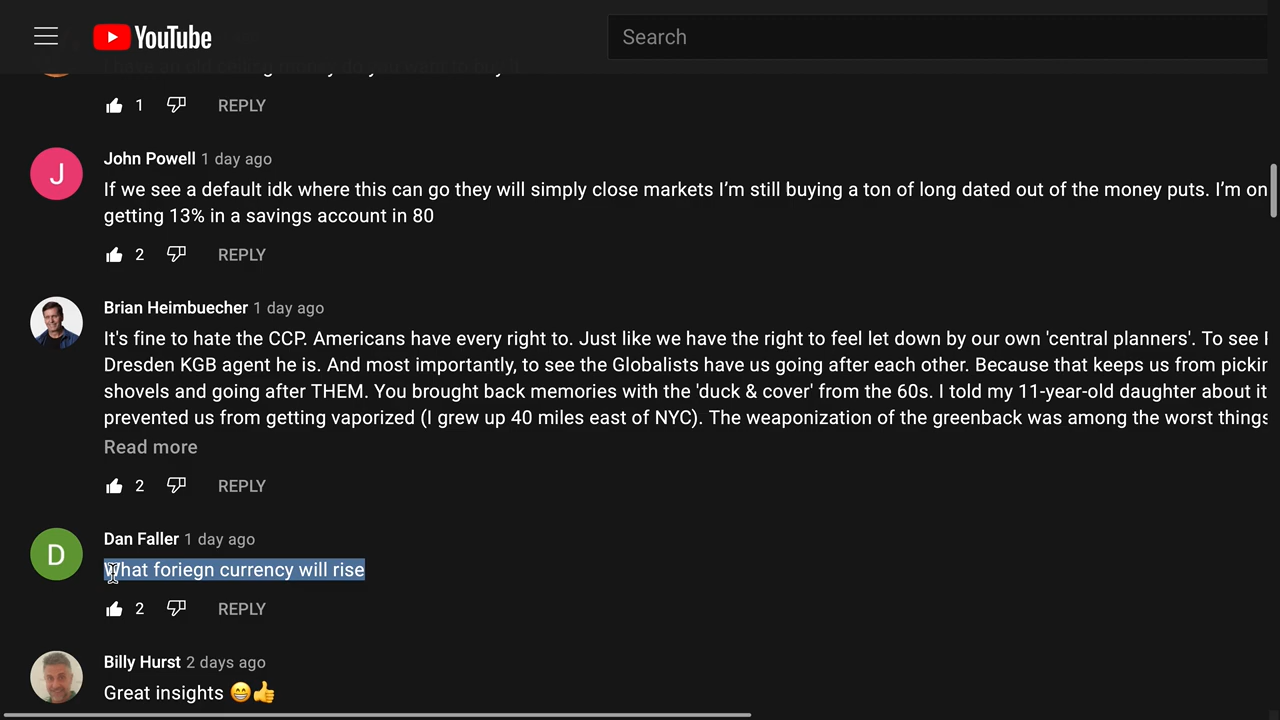 YouTube
Search
1
REPLY
J
John Powell 1 day ago
If we see a default idk where this can go they will simply close markets I’m still buying a ton of long dated out of the money puts. I’m on
getting 13% in a savings account in 80
2
REPLY
Brian Heimbuecher 1 day ago
It's fine to hate the CCP. Americans have every right to. Just like we have the right to feel let down by our own 'central planners'. To see
Dresden KGB agent he is. And most importantly, to see the Globalists have us going after each other. Because that keeps us from pickin
shovels and going after THEM. You brought back memories with the 'duck & cover' from the 60s. I told my 11-year-old daughter about it
prevented us from getting vaporized (I grew up 40 miles east of NYC). The weaponization of the greenback was among the worst things
Read more
2
REPLY
D
Dan Faller 1 day ago
What foriegn currency will rise
2
REPLY
Billy Hurst 2 days ago
Great insights 😁👍